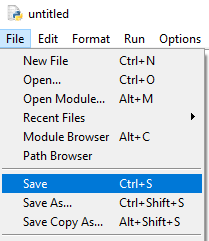 untitled
File Edit Format Run Options
New File Ctrl+N
Open... Ctrl+O
Open Module... Alt+M
Recent Files
Module Browser Alt+C
Path Browser
Save Ctrl+S
Save As... Ctrl+Shift+S
Save Copy As... Alt+Shift+S